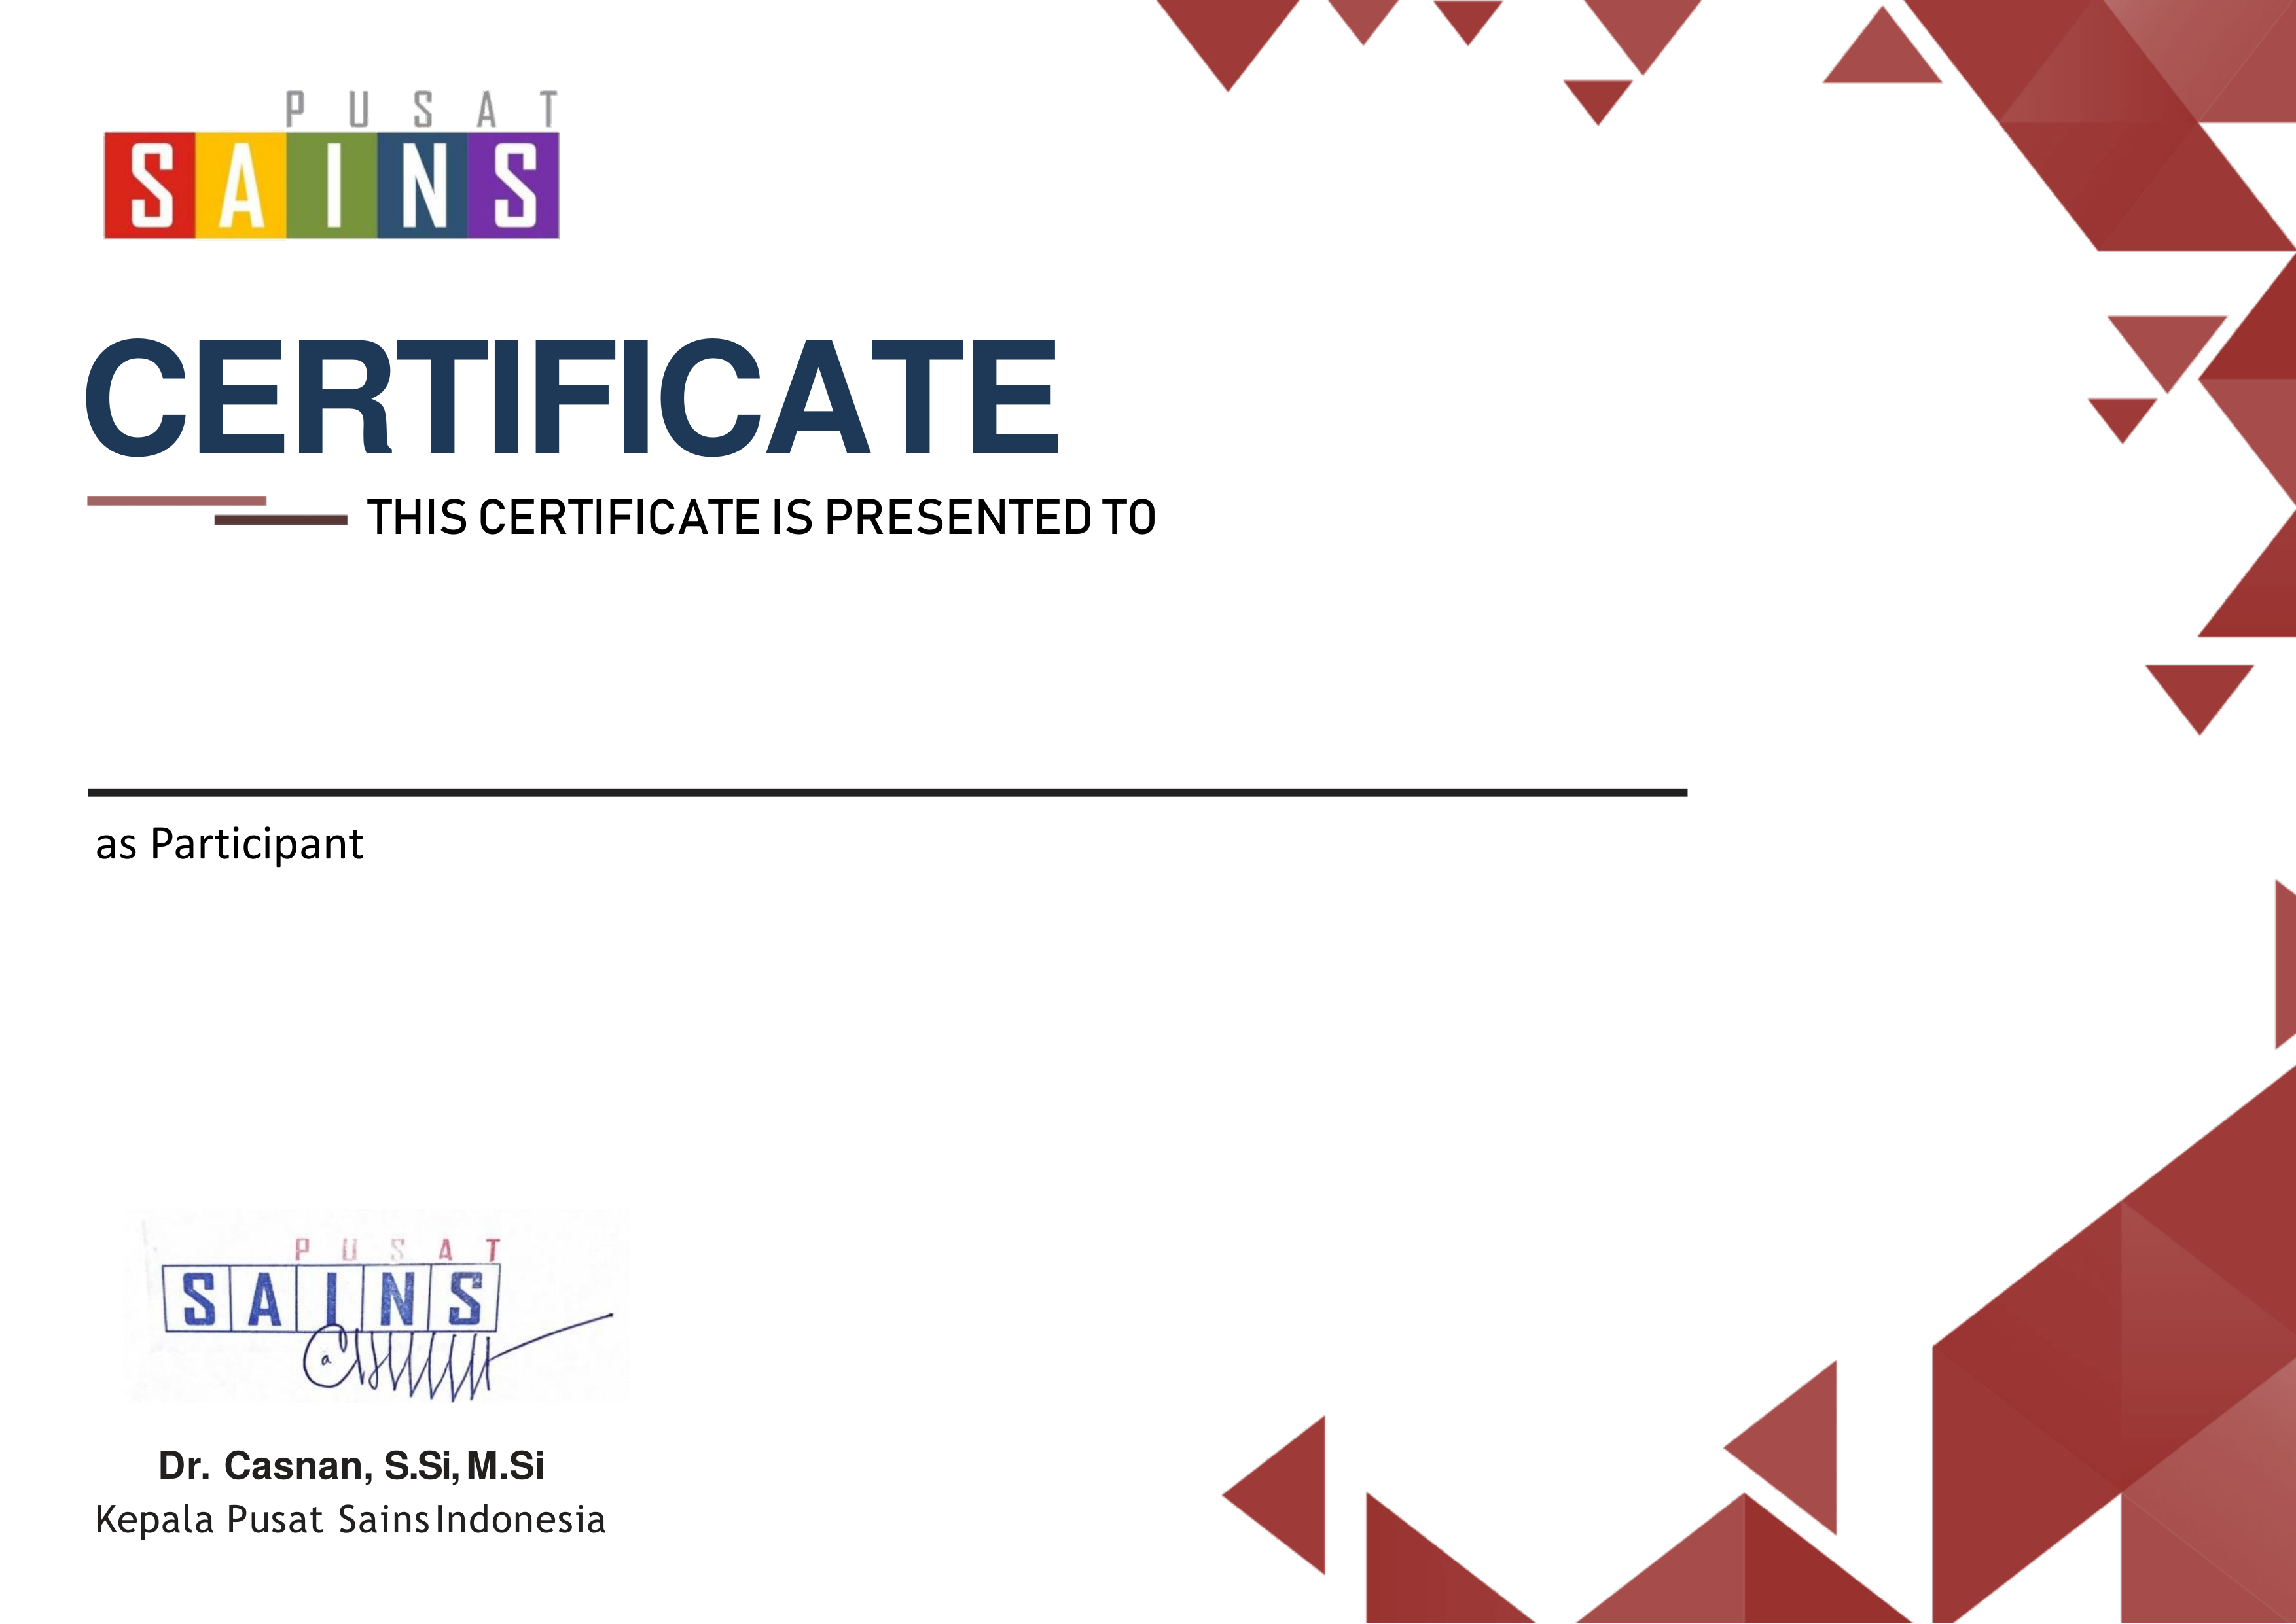 PUSAT
SAINS
CERTIFICATE
THIS CERTIFICATE IS PRESENTED TO
as Participant
PUSAT
SAINS
Dr. Casnan, S.Si, M.Si
Kepala Pusat Sains Indonesia